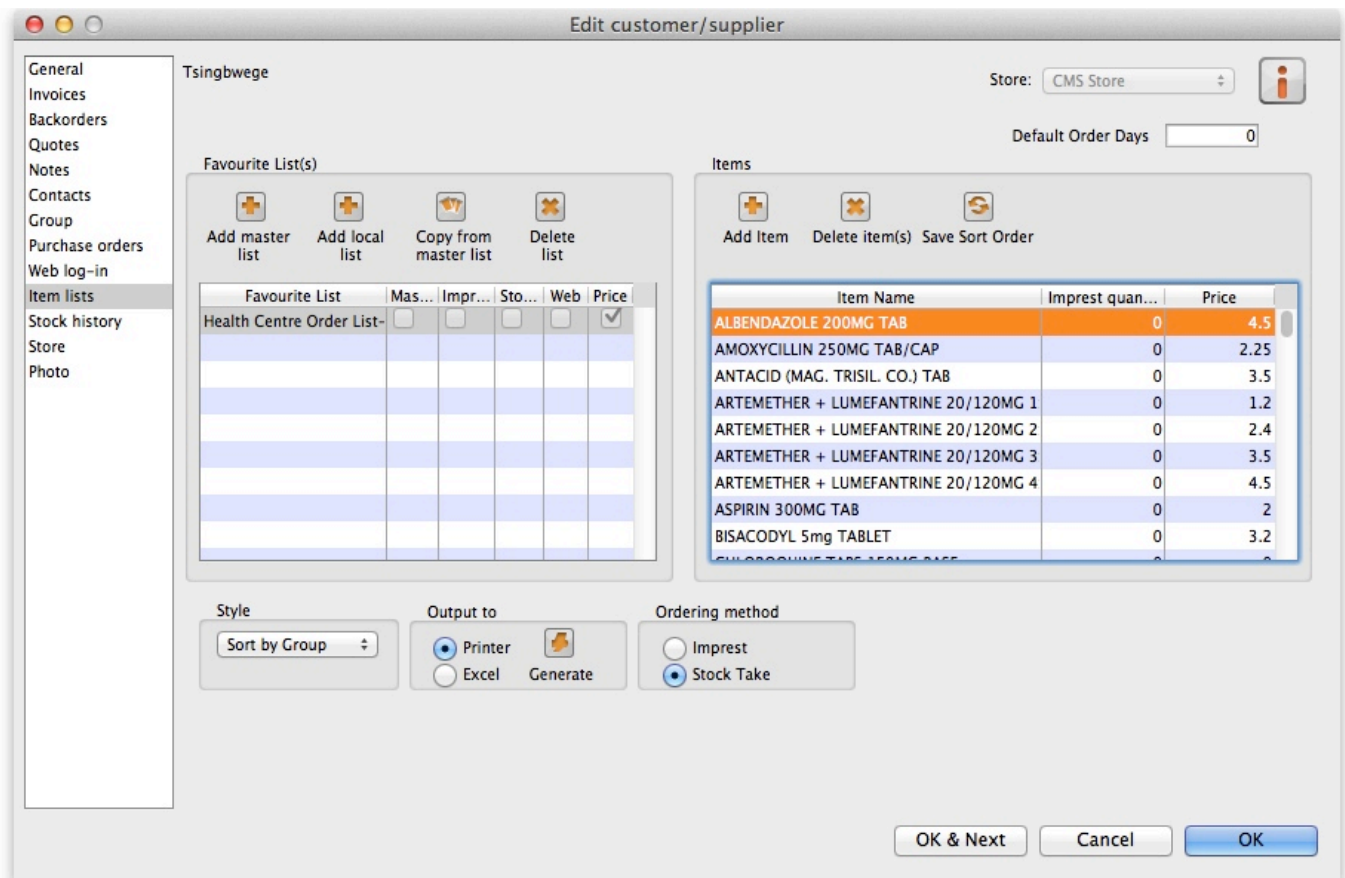 Edit customer/supplier
General
Invoices
Backorders
Quotes
Notes
Contacts
Group
Purchase orders
Web log-in
Item lists
Stock history
Store
Photo
Tsingbwege
Store: CMS Store
Default Order Days 0
Favourite List(s)
Add master list
Add local list
Copy from master list
Delete list
Favourite List Mas... Impr... Sto... Web Price
Health Centre Order List-
Items
Add Item Delete item(s) Save Sort Order
Item Name Imprest quan... Price
ALBENDAZOLE 200MG TAB 0 4.5
AMOXYCILLIN 250MG TAB/CAP 0 2.25
ANTACID (MAG. TRISIL. CO.) TAB 0 3.5
ARTEMETHER + LUMEFANTRINE 20/120MG 1 0 1.2
ARTEMETHER + LUMEFANTRINE 20/120MG 2 0 2.4
ARTEMETHER + LUMEFANTRINE 20/120MG 3 0 3.5
ARTEMETHER + LUMEFANTRINE 20/120MG 4 0 4.5
ASPIRIN 300MG TAB 0 2
BISACODYL 5mg TABLET 0 3.2
Style
Sort by Group
Output to
Printer
Excel
Generate
Ordering method
Imprest
Stock Take
OK & Next Cancel OK